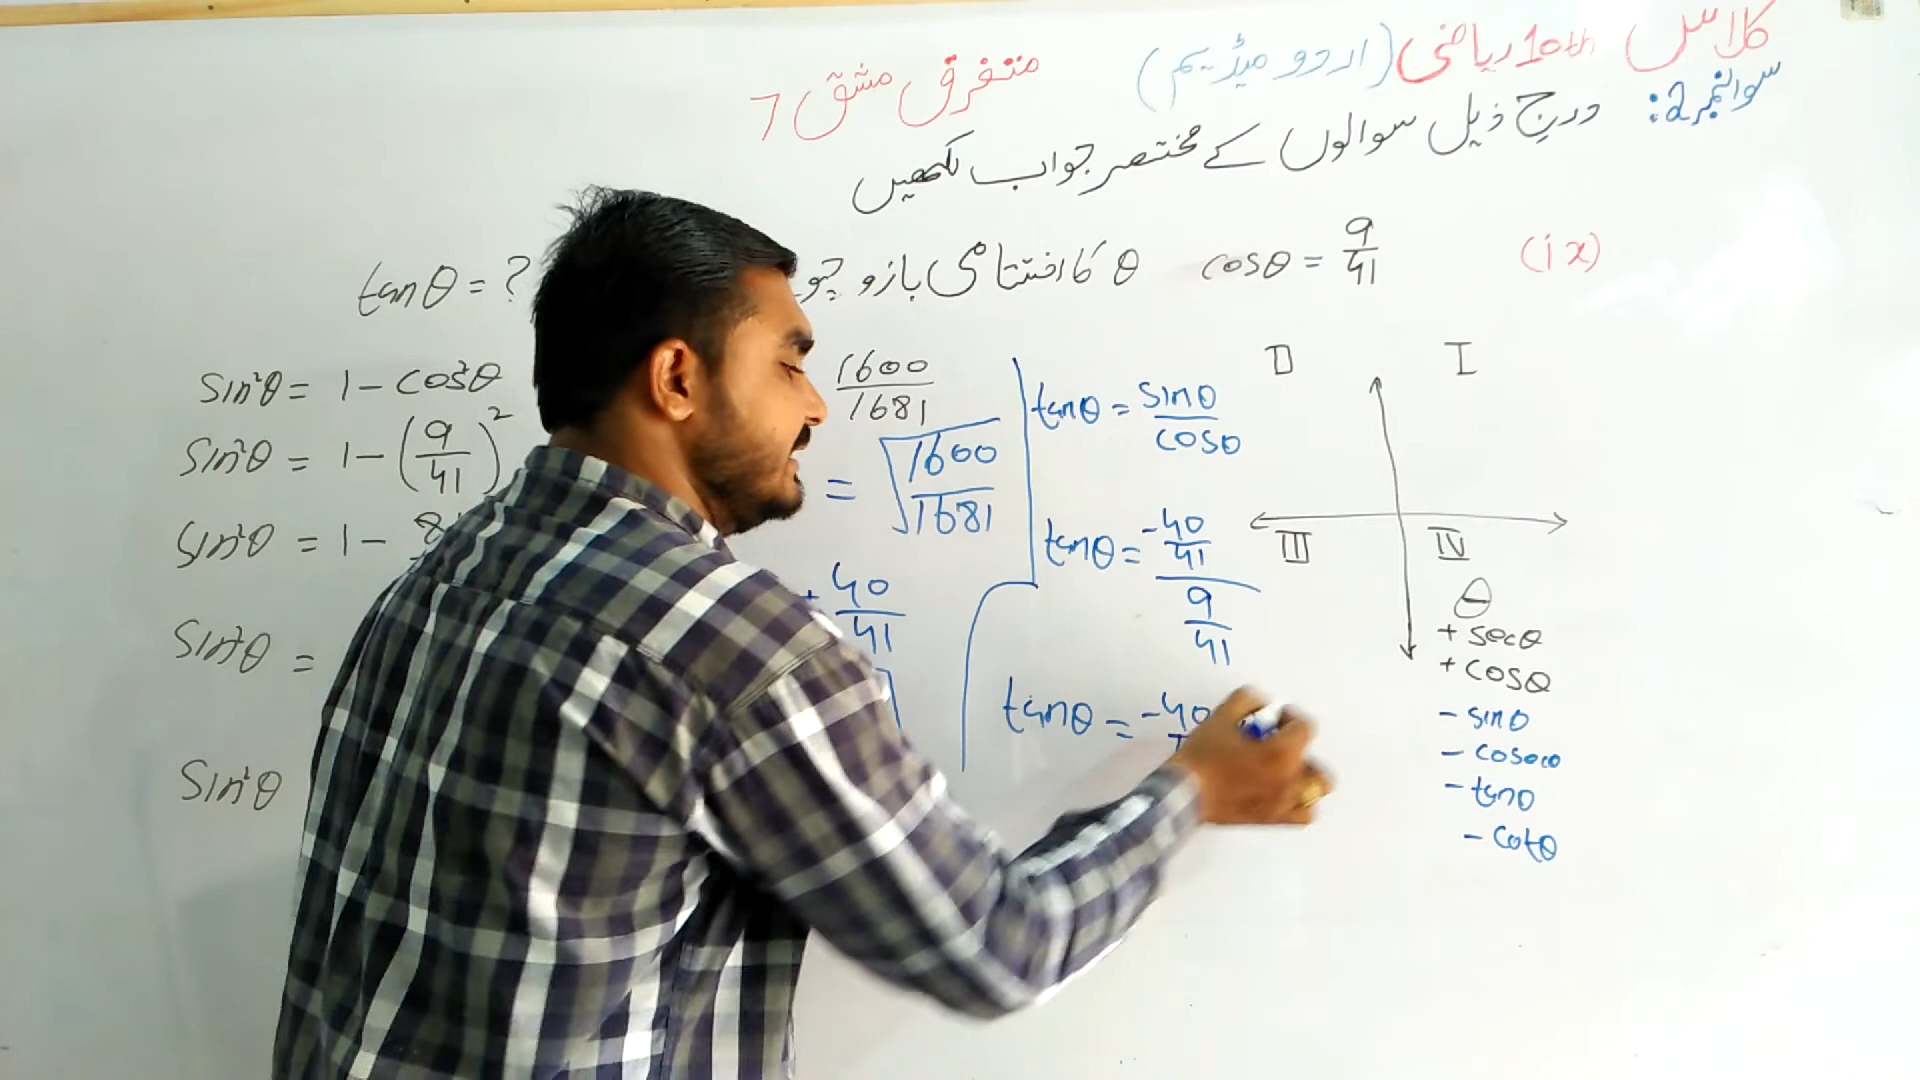 کلاس 10th ریاضی (اردو میڈیم) متفرق مشق 7
سوالنمبر2: درج ذیل سوالوں کے مختصر جواب لکھیں
(ix) cosθ = 9/41 θ کا اختتامی بازو tanθ = ?
sin²θ = 1 - cos²θ
sin²θ = 1 - (9/41)²
sin²θ = 1 -
sin²θ =
sin²θ
1600/1681
= √(1600/1681)
40/41
tanθ = sinθ/cosθ
tanθ = (-40/41)/(9/41)
tanθ = -40
II I
III IV
θ
+ secθ
+ cosθ
- sinθ
- cosecθ
- tanθ
- cotθ